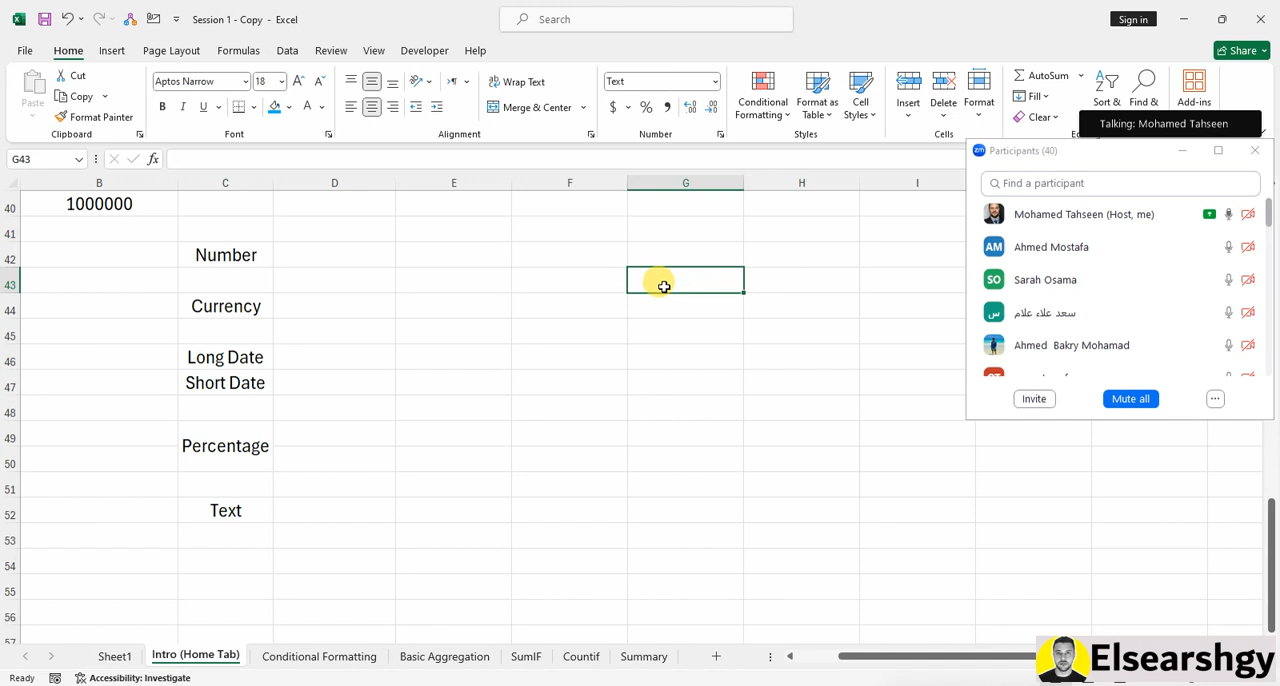 Session 1 - Copy - Excel
Search
Sign in
File Home Insert Page Layout Formulas Data Review View Developer Help
Share
Paste
Cut
Copy
Format Painter
Clipboard
Aptos Narrow 18
B I U A
Font
Wrap Text
Merge & Center
Alignment
Text
$ % ,
Number
Conditional Formatting
Format as Table
Cell Styles
Styles
Insert
Delete
Format
Cells
AutoSum
Fill
Clear
Sort &
Find &
Add-ins
Talking: Mohamed Tahseen
G43
fx
zm Participants (40)
Find a participant
Mohamed Tahseen (Host, me)
AM Ahmed Mostafa
SO Sarah Osama
س سعد علاء علام
Ahmed Bakry Mohamad
Invite
Mute all
B C D E F G H I
40 1000000
41
42 Number
43
44 Currency
45
46 Long Date
47 Short Date
48
49 Percentage
50
51
52 Text
53
54
55
56
57
Sheet1
Intro (Home Tab)
Basic Aggregation
SumIF
Countif
Summary
Ready
Accessibility: Investigate
Elsearshgy